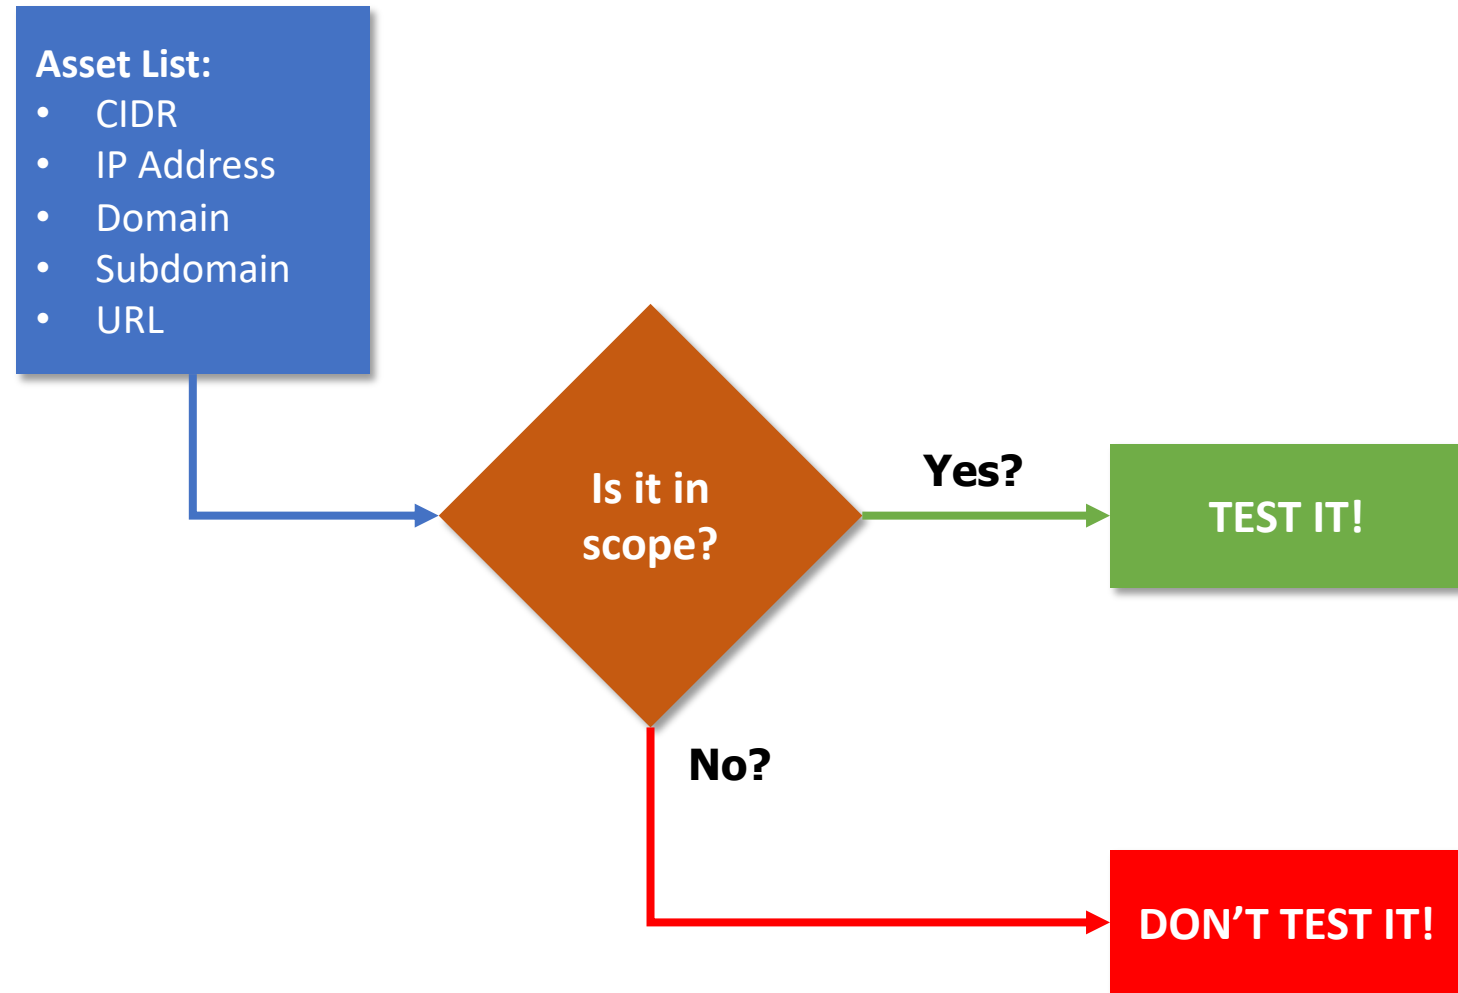 Asset List:
• CIDR
• IP Address
• Domain
• Subdomain
• URL
Is it in
scope?
Yes?
TEST IT!
No?
DON’T TEST IT!